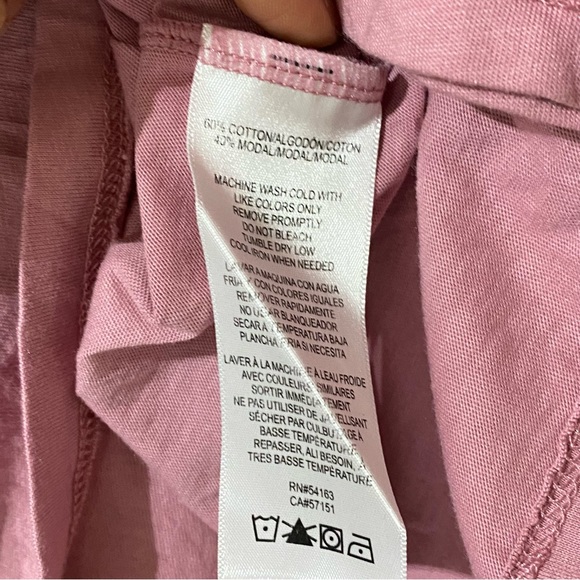 60% COTTON/ALGODÓN/COTON
40% MODAL/MODAL/MODAL
MACHINE WASH COLD WITH
LIKE COLORS ONLY
REMOVE PROMPTLY
DO NOT BLEACH
TUMBLE DRY LOW
COOL IRON WHEN NEEDED
LAVAR A MAQUINA CON AGUA
FRIA Y CON COLORES IGUALES
REMOVER RAPIDAMENTE
NO USAR BLANQUEADOR
SECAR A TEMPERATURA BAJA
PLANCHA FRIA SI NECESITA
LAVER À LA MACHINE À LEAU FROIDE
AVEC COULEURS SIMILAIRES
SORTIR IMMÉDIATEMENT
NE PAS UTILISER DE JAVELLISANT
SÉCHER PAR CULBUTAGE À
BASSE TEMPÉRATURE
REPASSER, ALI BESOIN, À
TRES BASSE TEMPÉRATURE
RN#54163
CA#57151